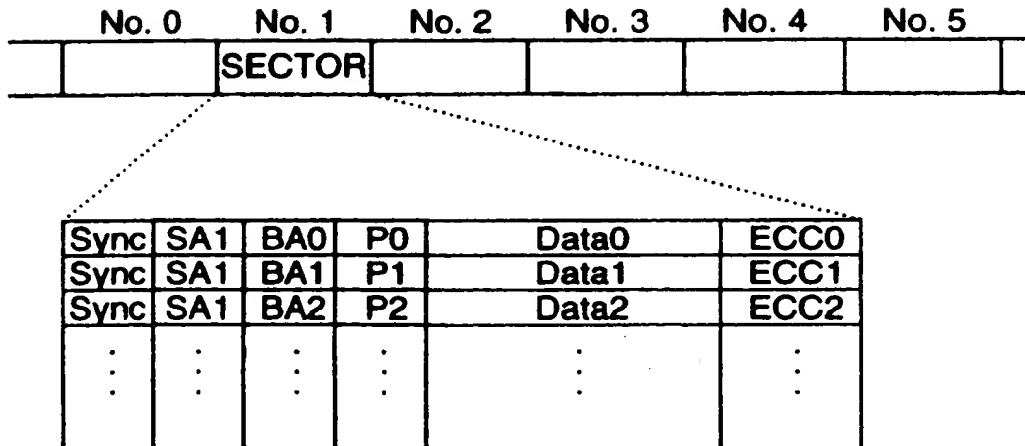 No. 0 No. 1 No. 2 No. 3 No. 4 No. 5
SECTOR
Sync SA1 BA0 P0 Data0 ECC0
Sync SA1 BA1 P1 Data1 ECC1
Sync SA1 BA2 P2 Data2 ECC2